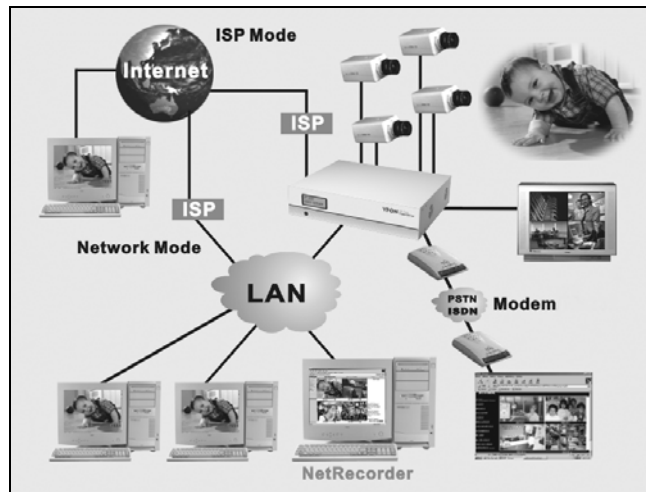 ISP Mode
Internet
ISP
ISP
Network Mode
LAN
PSTN
ISDN
Modem
NetRecorder